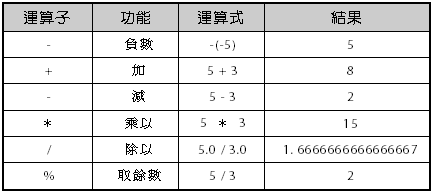 運算子 功能 運算式 結果
- 負數 -(-5) 5
+ 加 5 + 3 8
- 減 5 - 3 2
* 乘以 5 * 3 15
/ 除以 5.0 / 3.0 1.6666666666666667
% 取餘數 5 / 3 2